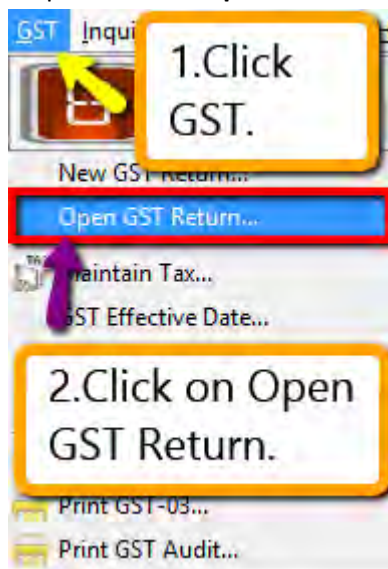 GST Inqui
1.Click
GST.
New GST Return...
Open GST Return...
Maintain Tax...
GST Effective Date...
2.Click on Open
GST Return.
Print GST-03...
Print GST Audit...